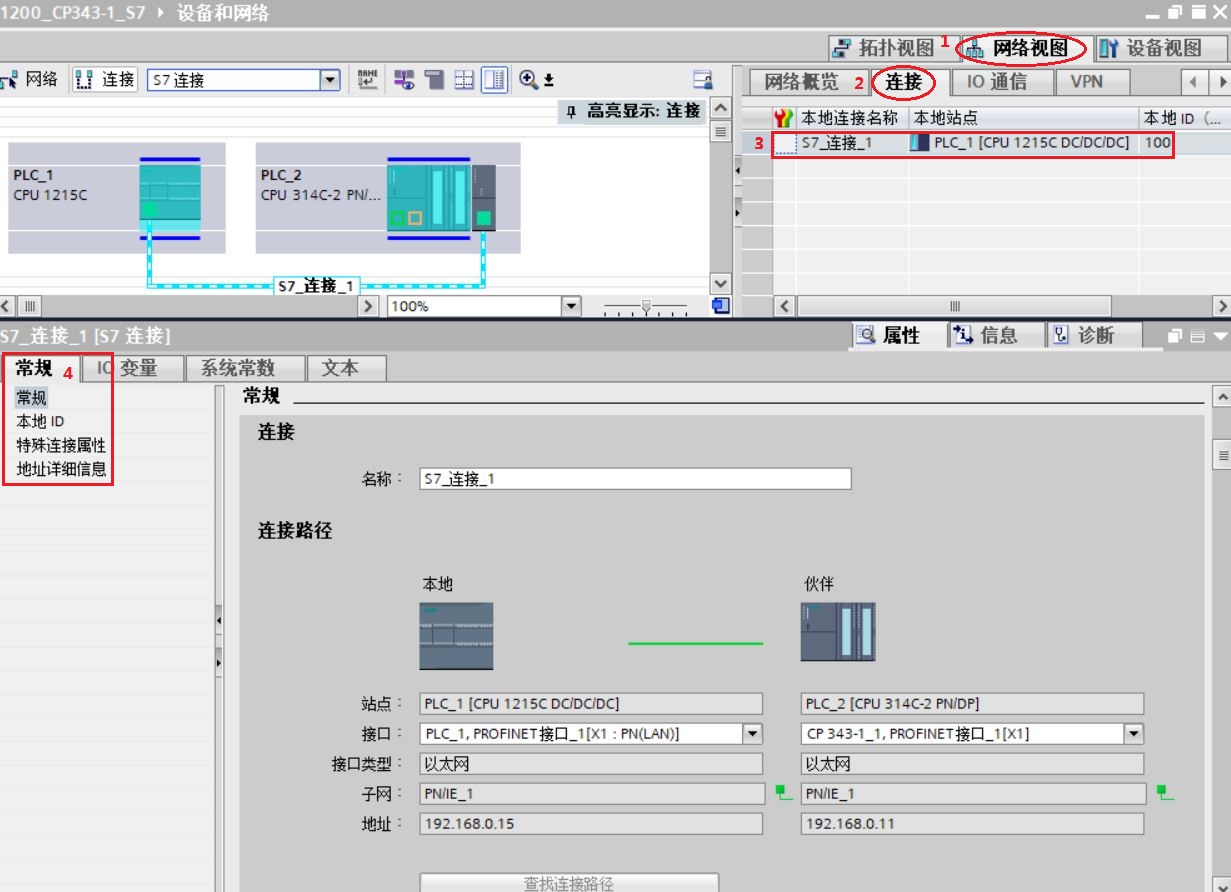 1200_CP343-1_S7 ▸ 设备和网络
拓扑视图 1 网络视图 设备视图
网络 连接 S7 连接
网络概览 2 连接 IO 通信 VPN
高亮显示: 连接
本地连接名称 本地站点 本地 ID (...
3 S7_连接_1 PLC_1 [CPU 1215C DC/DC/DC] 100
PLC_1
CPU 1215C
PLC_2
CPU 314C-2 PN/...
S7_连接_1
100%
S7_连接_1 [S7 连接]
属性 信息 诊断
常规 4 IO 变量 系统常数 文本
常规
本地 ID
特殊连接属性
地址详细信息
常规
连接
名称: S7_连接_1
连接路径
本地 伙伴
站点: PLC_1 [CPU 1215C DC/DC/DC] PLC_2 [CPU 314C-2 PN/DP]
接口: PLC_1, PROFINET接口_1[X1 : PN(LAN)] CP 343-1_1, PROFINET接口_1[X1]
接口类型: 以太网 以太网
子网: PN/IE_1 PN/IE_1
地址: 192.168.0.15 192.168.0.11
查找连接路径